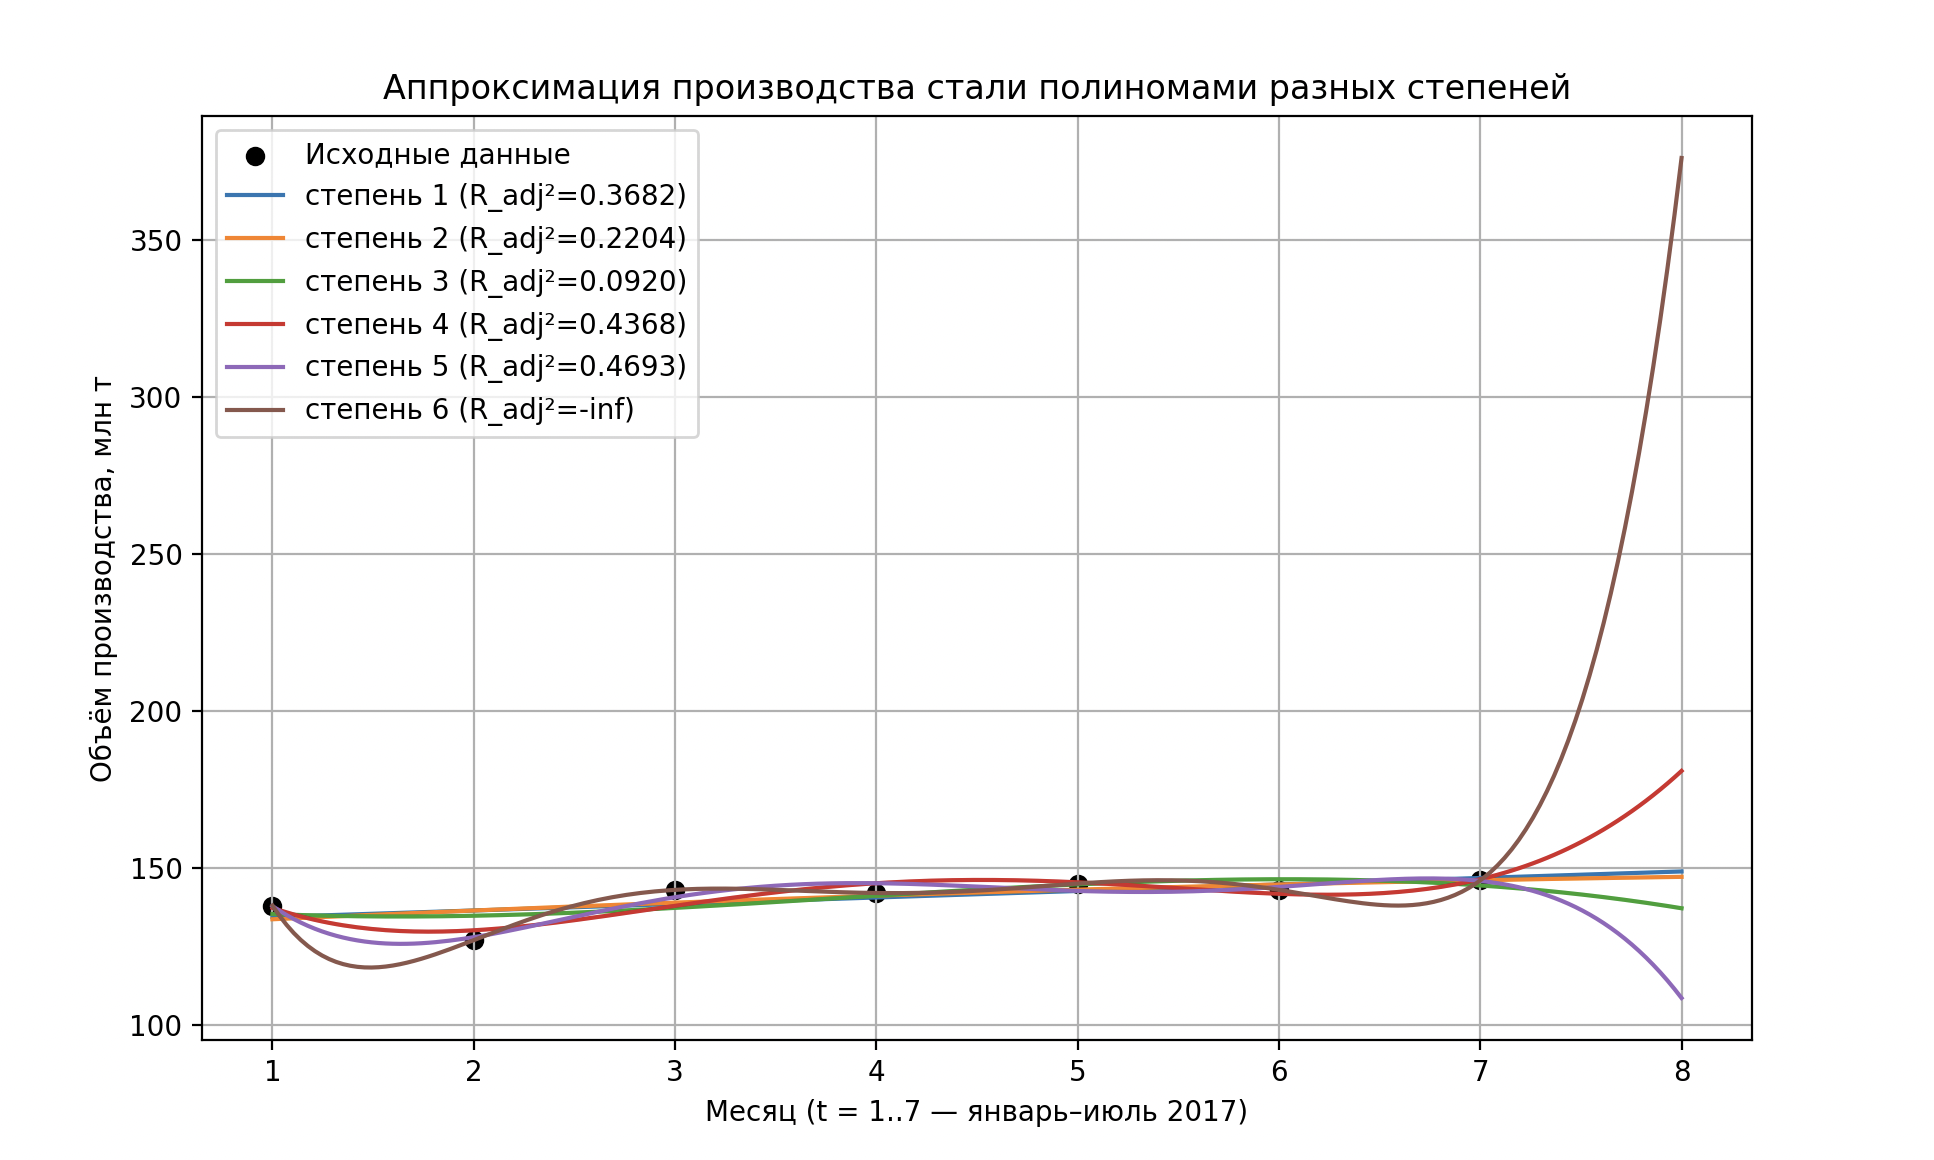 Аппроксимация производства стали полиномами разных степеней
Исходные данные
степень 1 (R_adj²=0.3682)
степень 2 (R_adj²=0.2204)
степень 3 (R_adj²=0.0920)
степень 4 (R_adj²=0.4368)
степень 5 (R_adj²=0.4693)
степень 6 (R_adj²=-inf)
Объём производства, млн т
350
300
250
200
150
100
1 2 3 4 5 6 7 8
Месяц (t = 1..7 — январь–июль 2017)